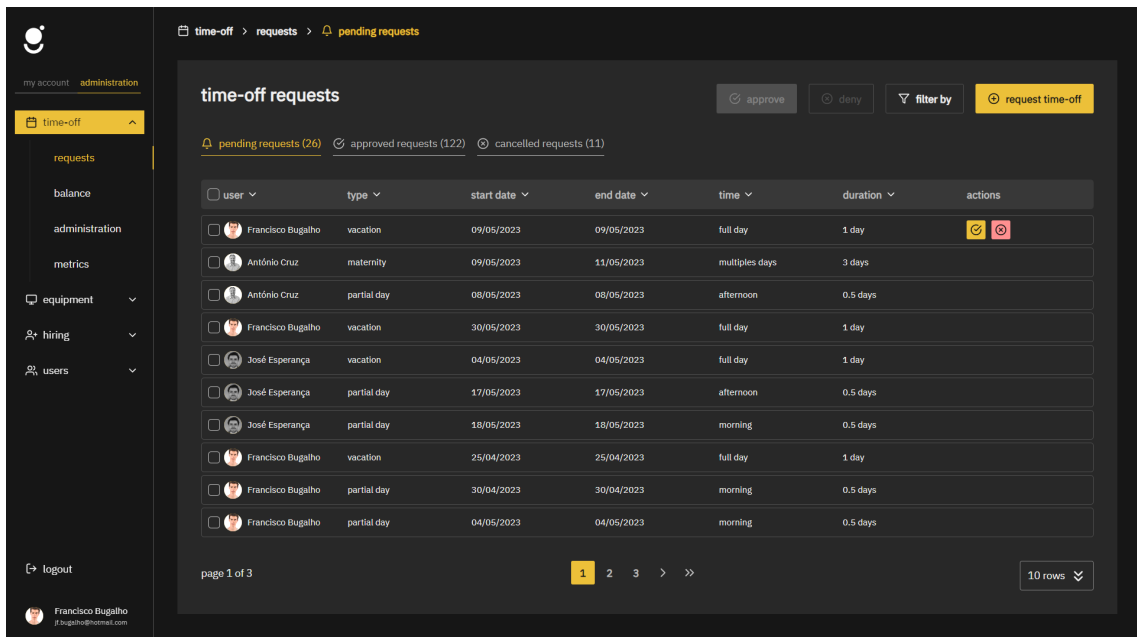 time-off > requests > pending requests
my account administration
time-off
requests
balance
administration
metrics
equipment
hiring
users
logout
Francisco Bugalho
jf.bugalho@hotmail.com
time-off requests
approve deny filter by request time-off
pending requests (26) approved requests (122) cancelled requests (11)
user type start date end date time duration actions
Francisco Bugalho vacation 09/05/2023 09/05/2023 full day 1 day
António Cruz maternity 09/05/2023 11/05/2023 multiples days 3 days
António Cruz partial day 08/05/2023 08/05/2023 afternoon 0.5 days
Francisco Bugalho vacation 30/05/2023 30/05/2023 full day 1 day
José Esperança vacation 04/05/2023 04/05/2023 full day 1 day
José Esperança partial day 17/05/2023 17/05/2023 afternoon 0.5 days
José Esperança partial day 18/05/2023 18/05/2023 morning 0.5 days
Francisco Bugalho vacation 25/04/2023 25/04/2023 full day 1 day
Francisco Bugalho partial day 30/04/2023 30/04/2023 morning 0.5 days
Francisco Bugalho partial day 04/05/2023 04/05/2023 morning 0.5 days
page 1 of 3 1 2 3 > >> 10 rows